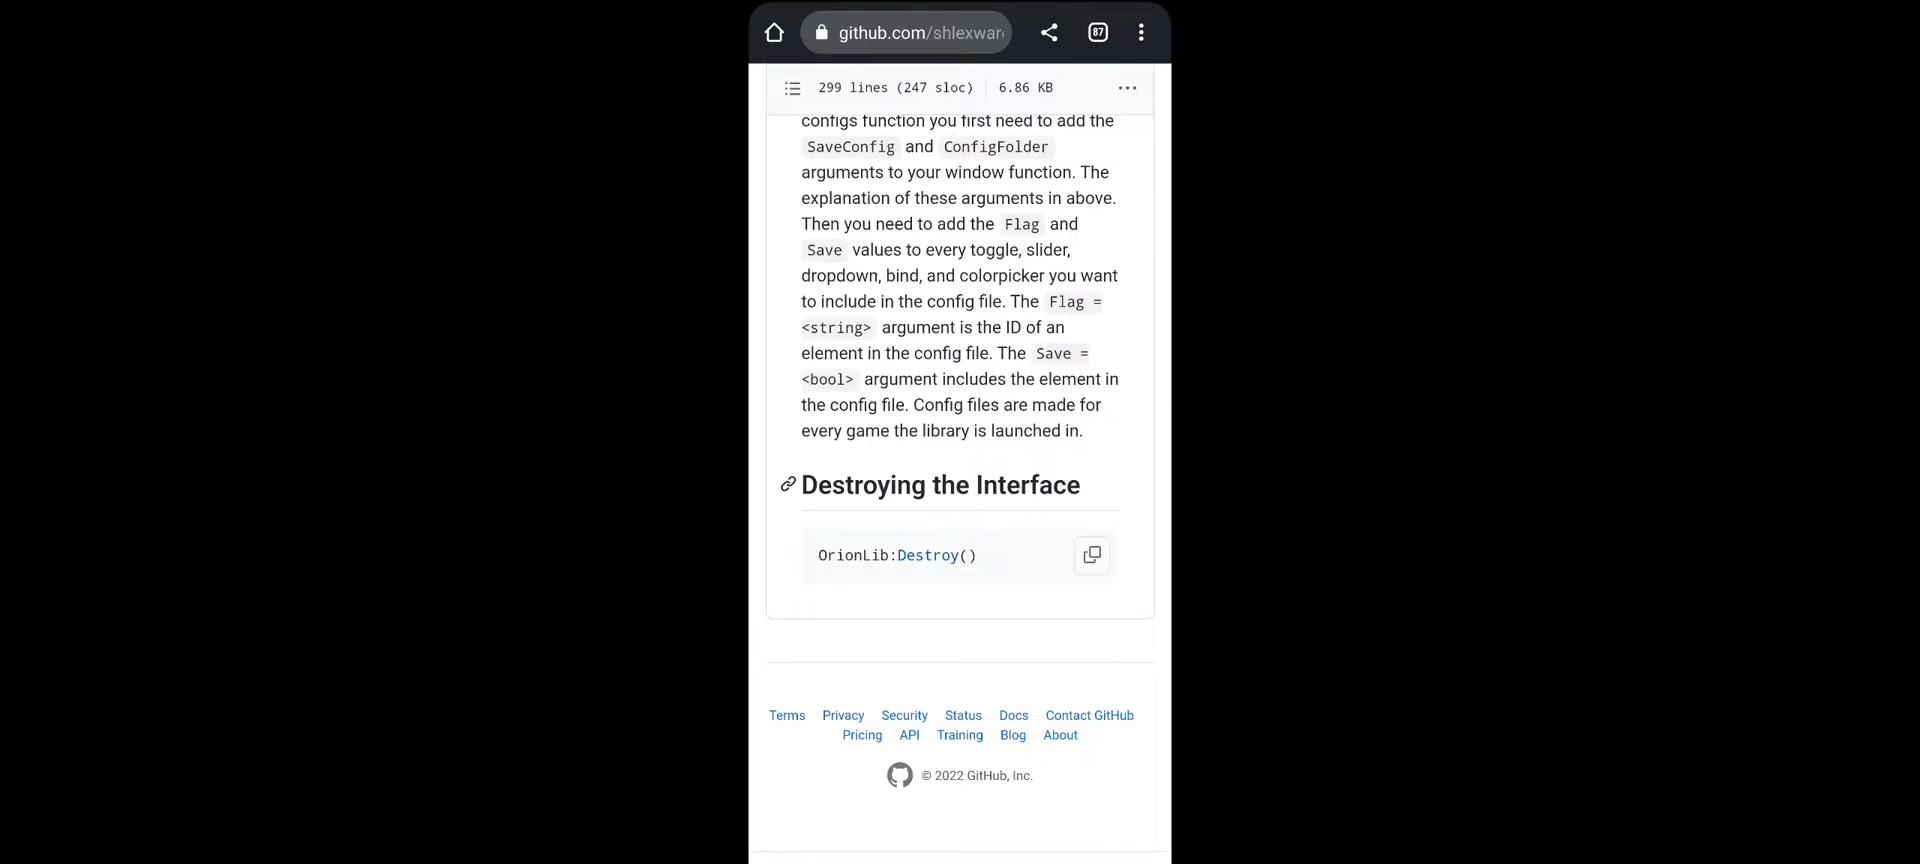 github.com/shlexwar
87
299 lines (247 sloc) 6.86 KB
configs function you first need to add the
SaveConfig and ConfigFolder
arguments to your window function. The
explanation of these arguments in above.
Then you need to add the Flag and
Save values to every toggle, slider,
dropdown, bind, and colorpicker you want
to include in the config file. The Flag =
<string> argument is the ID of an
element in the config file. The Save =
<bool> argument includes the element in
the config file. Config files are made for
every game the library is launched in.
Destroying the Interface
OrionLib:Destroy()
Terms Privacy Security Status Docs Contact GitHub
Pricing API Training Blog About
© 2022 GitHub, Inc.